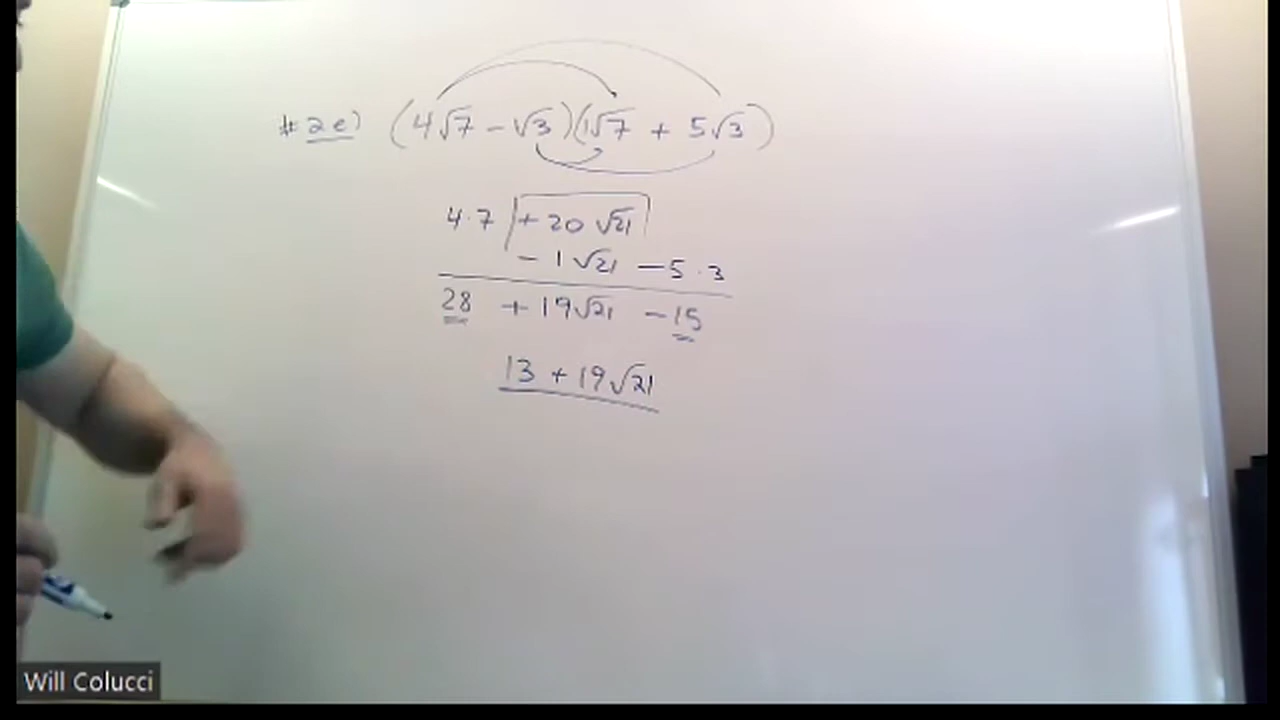 #2e) (4√7 - √3)(1√7 + 5√3)
4·7 + 20√21
- 1√21 - 5·3
28 + 19√21 - 15
13 + 19√21
Will Colucci